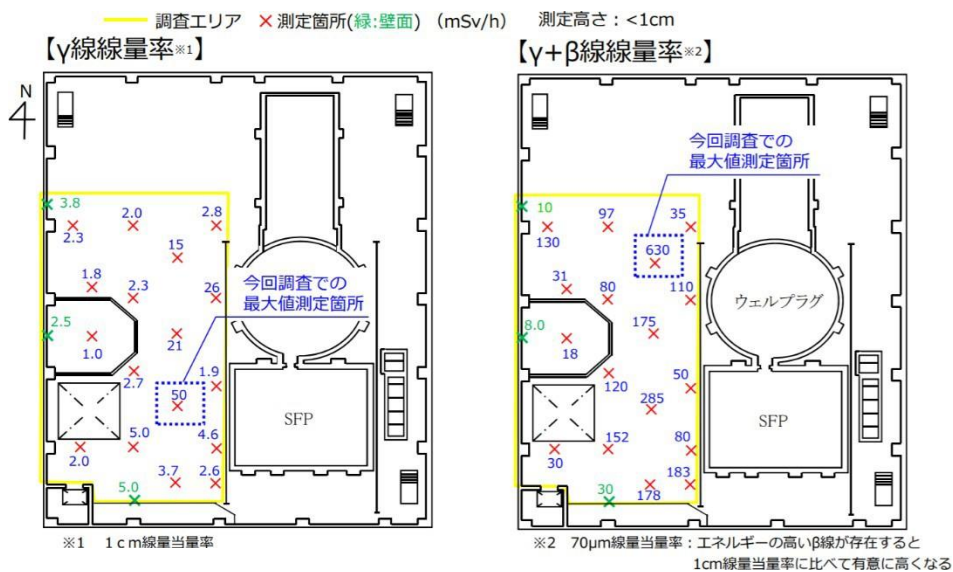 調査エリア × 測定箇所(緑:壁面) (mSv/h) 測定高さ:<1cm
【γ線線量率※1】
N
3.8
2.3
2.0
2.8
15
1.8
2.3
26
今回調査での
最大値測定箇所
2.5
1.0
21
2.7
1.9
50
SFP
2.0
5.0
4.6
3.7
2.6
5.0
※1 1cm線量当量率
【γ+β線線量率※2】
今回調査での
最大値測定箇所
10
130
97
35
630
31
80
110
ウェルプラグ
8.0
18
175
120
50
285
SFP
30
152
80
183
178
30
※2 70μm線量当量率:エネルギーの高いβ線が存在すると
1cm線量当量率に比べて有意に高くなる